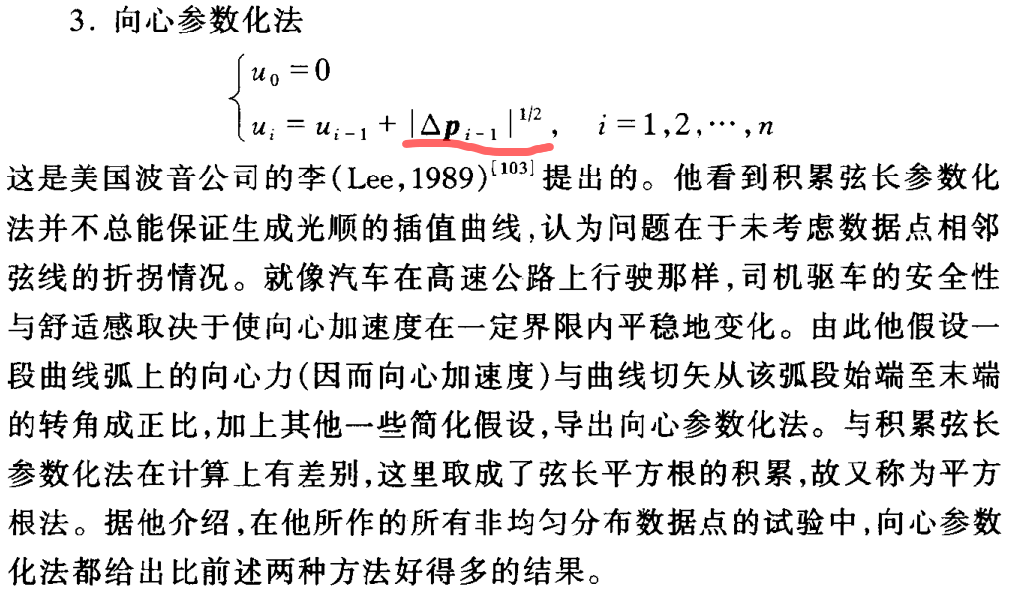 3. 向心参数化法
u₀ = 0
uᵢ = uᵢ₋₁ + |Δpᵢ₋₁|^{1/2}, i = 1,2,⋯,n
这是美国波音公司的李(Lee,1989)[103]提出的。他看到积累弦长参数化
法并不总能保证生成光顺的插值曲线,认为问题在于未考虑数据点相邻
弦线的折拐情况。就像汽车在高速公路上行驶那样,司机驱车的安全性
与舒适感取决于使向心加速度在一定界限内平稳地变化。由此他假设一
段曲线弧上的向心力(因而向心加速度)与曲线切矢从该弧段始端至末端
的转角成正比,加上其他一些简化假设,导出向心参数化法。与积累弦长
参数化法在计算上有差别,这里取成了弦长平方根的积累,故又称为平方
根法。据他介绍,在他所作的所有非均匀分布数据点的试验中,向心参数
化法都给出比前述两种方法好得多的结果。